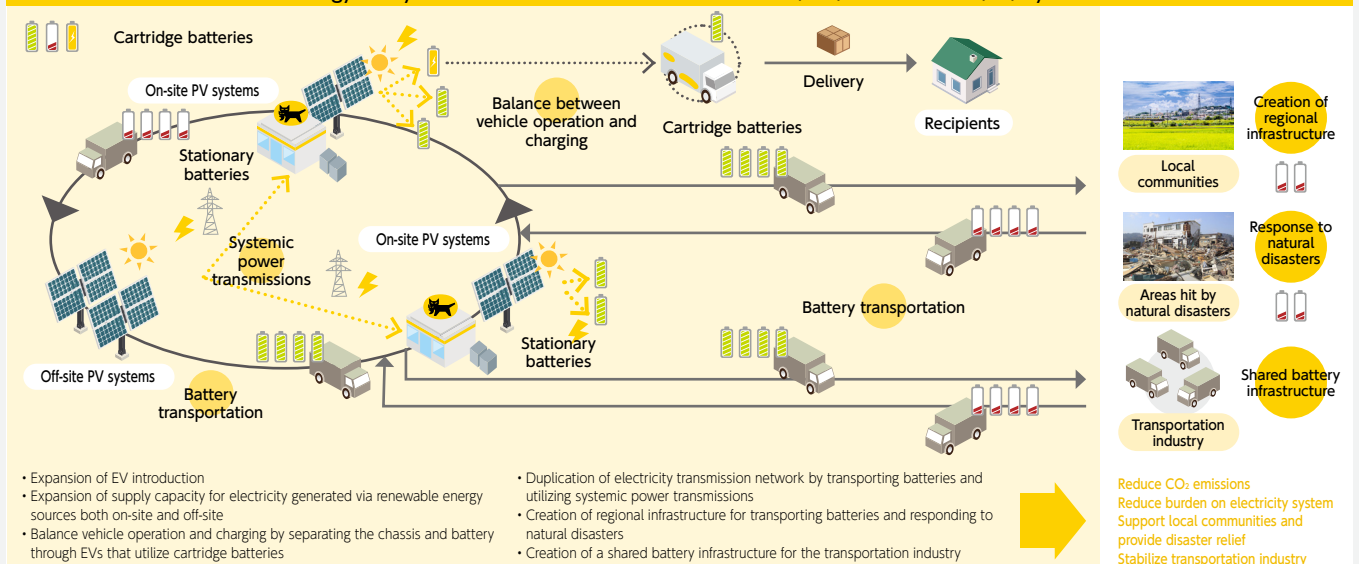 Cartridge batteries
On-site PV systems
Stationary
batteries
Balance between
vehicle operation and
charging
Cartridge batteries
Delivery
Recipients
Systemic
power
transmissions
On-site PV systems
Stationary
batteries
Off-site PV systems
Battery
transportation
Battery transportation
Local
communities
Creation of
regional
infrastructure
Areas hit by
natural disasters
Response to
natural
disasters
Transportation
industry
Shared battery
infrastructure
• Expansion of EV introduction
• Expansion of supply capacity for electricity generated via renewable energy
sources both on-site and off-site
• Balance vehicle operation and charging by separating the chassis and battery
through EVs that utilize cartridge batteries
• Duplication of electricity transmission network by transporting batteries and
utilizing systemic power transmissions
• Creation of regional infrastructure for transporting batteries and responding to
natural disasters
• Creation of a shared battery infrastructure for the transportation industry
Reduce CO₂ emissions
Reduce burden on electricity system
Support local communities and
provide disaster relief
Stabilize transportation industry